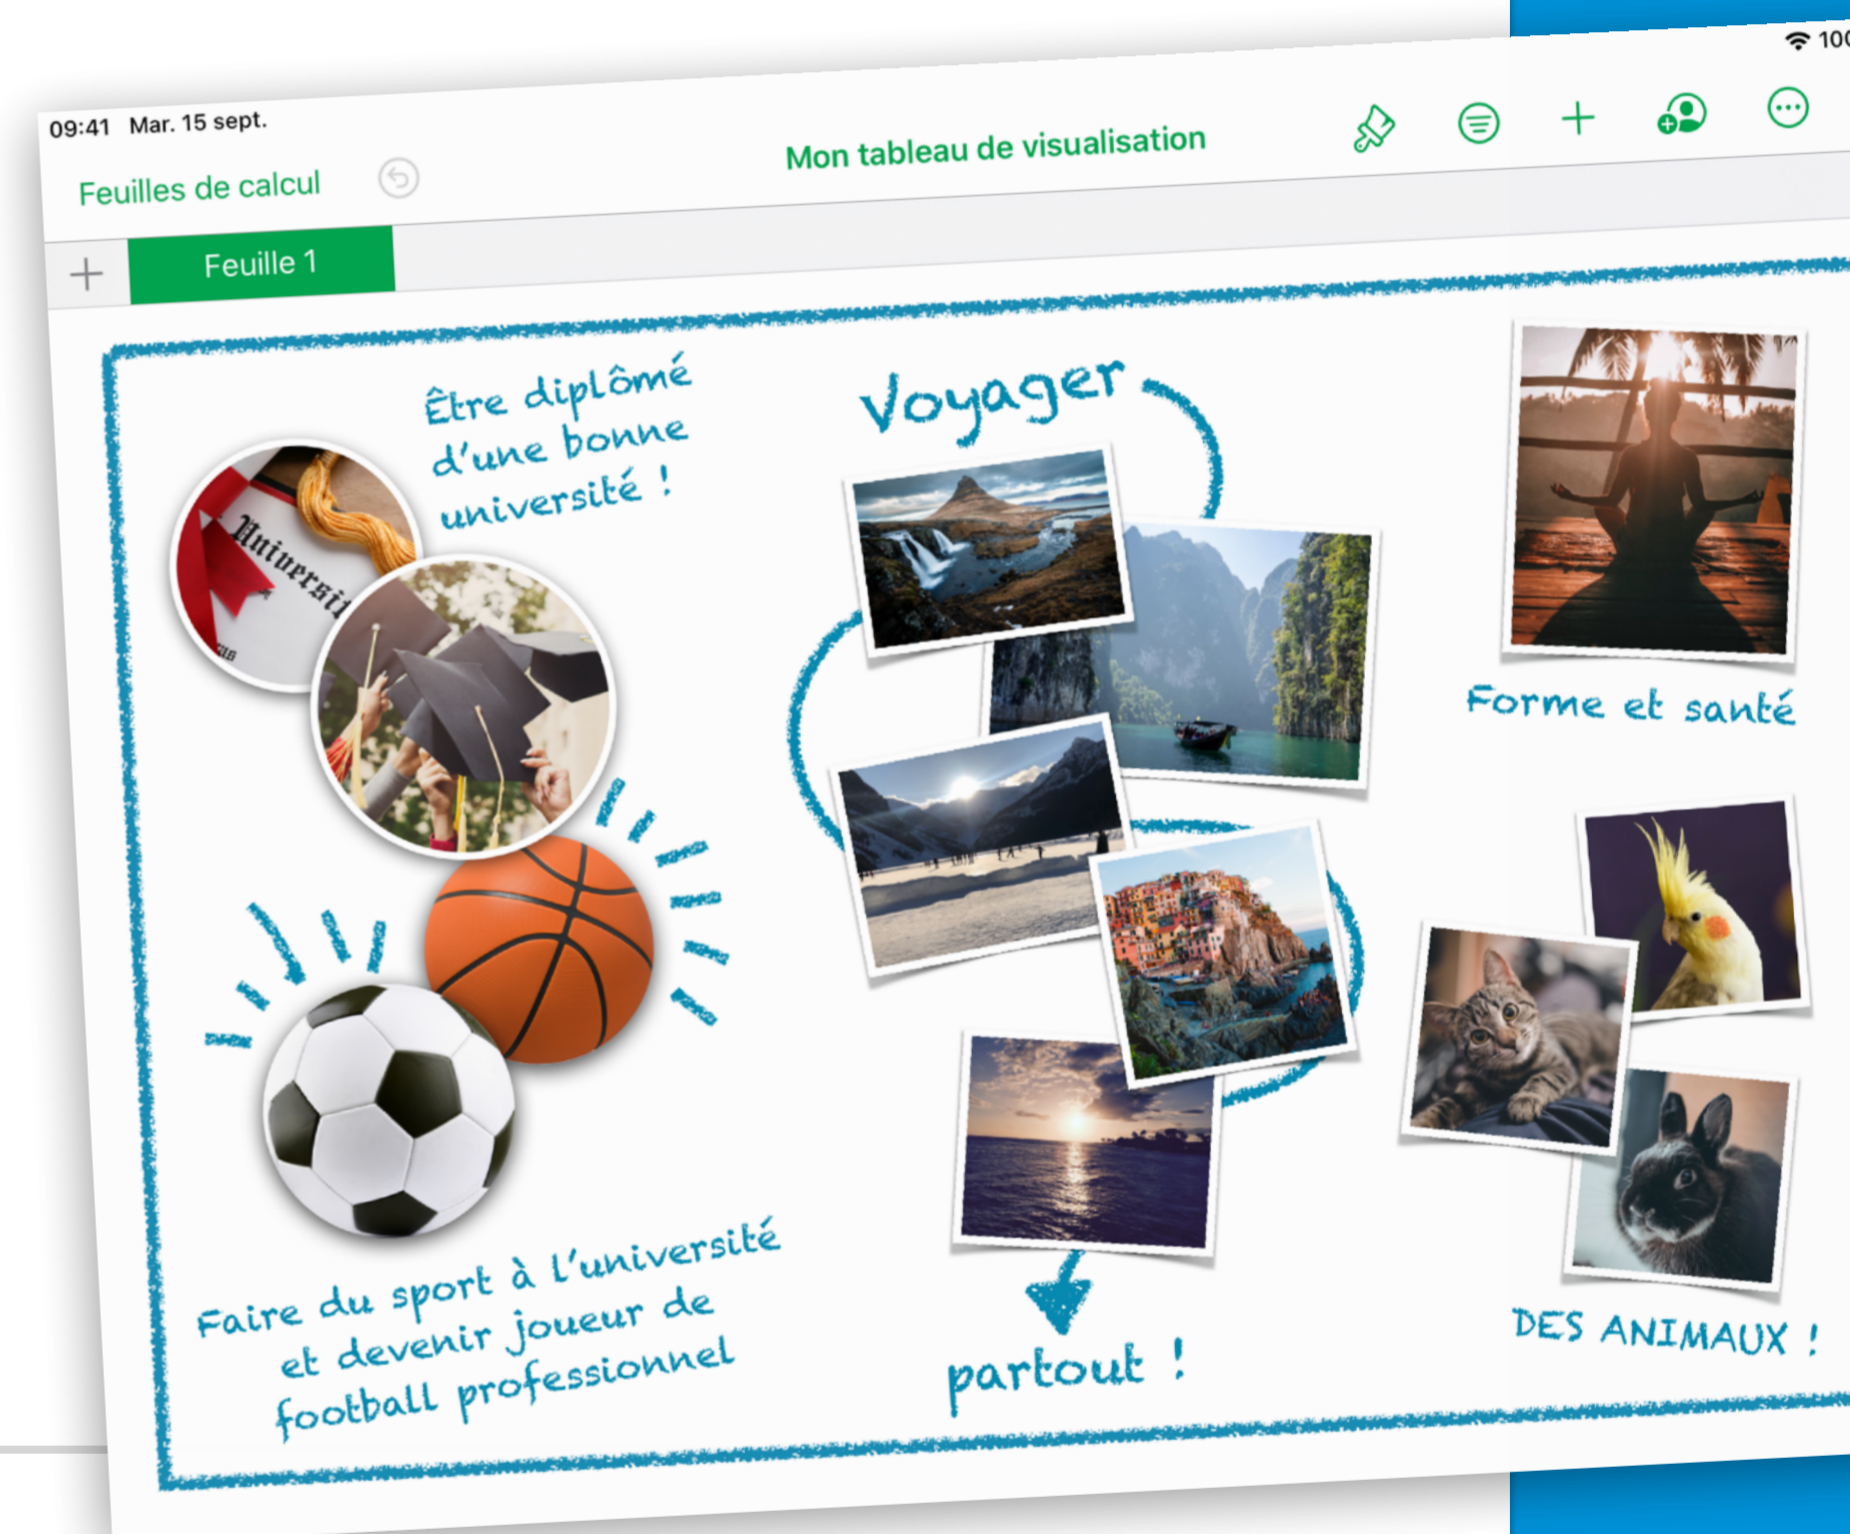 09:41 Mar. 15 sept.
100
Feuilles de calcul
Mon tableau de visualisation
Feuille 1
Être diplômé
d'une bonne
université !
Voyager
Forme et santé
Faire du sport à l'université
et devenir joueur de
football professionnel
partout !
DES ANIMAUX !